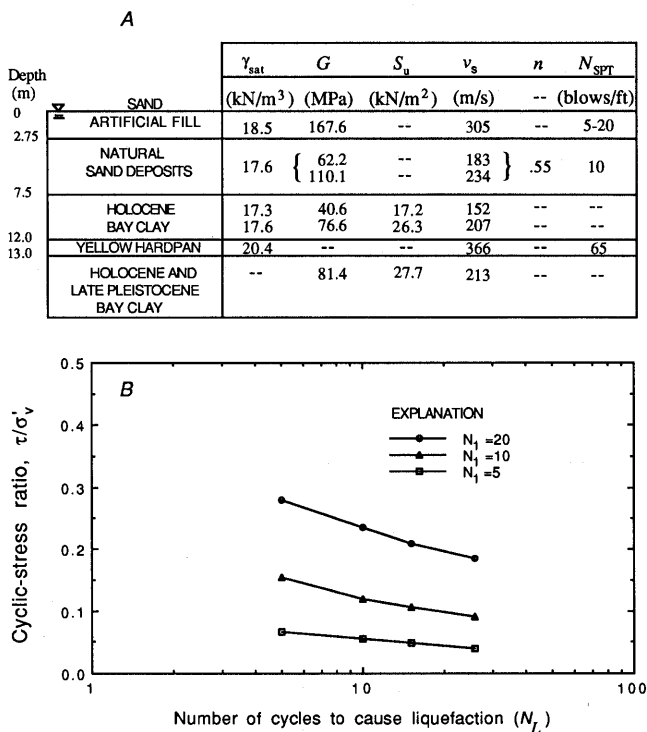 A
γsat G Su vs n NSPT
Depth
(m)
(kN/m³) (MPa) (kN/m²) (m/s) -- (blows/ft)
0 SAND
ARTIFICIAL FILL 18.5 167.6 -- 305 -- 5-20
2.75
NATURAL 62.2 -- 183
SAND DEPOSITS 17.6 { } .55 10
110.1 -- 234
7.5
HOLOCENE 17.3 40.6 17.2 152 -- --
BAY CLAY 17.6 76.6 26.3 207 -- --
12.0
YELLOW HARDPAN 20.4 -- -- 366 -- 65
13.0
HOLOCENE AND -- 81.4 27.7 213 -- --
LATE PLEISTOCENE
BAY CLAY
B
0.5
0.4
0.3
0.2
0.1
0.0
Cyclic-stress ratio, τ/σ'v
EXPLANATION
N1 =20
N1 =10
N1 =5
1 10 100
Number of cycles to cause liquefaction (NL)